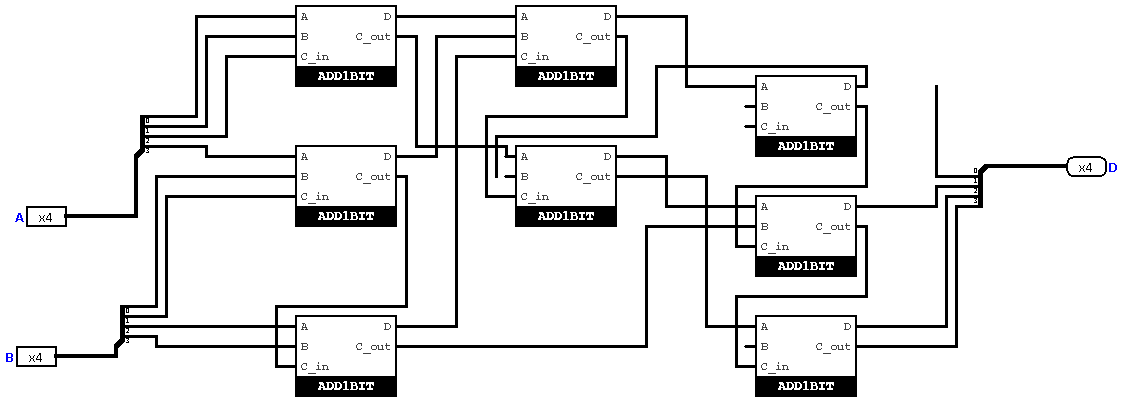 A D
B C_out
C_in
ADD1BIT
A D
B C_out
C_in
ADD1BIT
A D
B C_out
C_in
ADD1BIT
0
1
2
3
A D
B C_out
C_in
ADD1BIT
A D
B C_out
C_in
ADD1BIT
0
1
2
3
x4 D
A x4
A D
B C_out
C_in
ADD1BIT
0
1
2
3
B x4
A D
B C_out
C_in
ADD1BIT
A D
B C_out
C_in
ADD1BIT